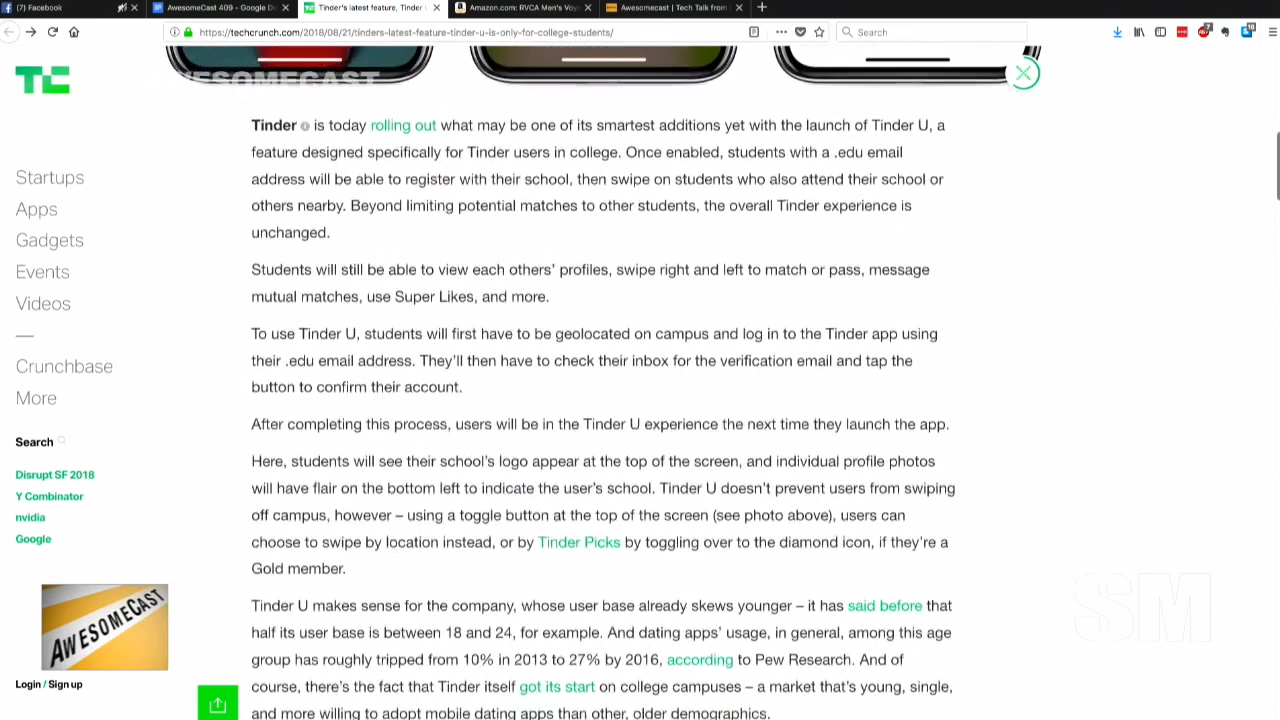 (7) Facebook
AwesomeCast 409 - Google Do
Tinder's latest feature, Tinder
Amazon.com: RVCA Men's Voy
Awesomecast | Tech Talk from
https://techcrunch.com/2018/08/21/tinders-latest-feature-tinder-u-is-only-for-college-students/
Search
TC
AWESOMECAST
Tinder is today rolling out what may be one of its smartest additions yet with the launch of Tinder U, a
feature designed specifically for Tinder users in college. Once enabled, students with a .edu email
address will be able to register with their school, then swipe on students who also attend their school or
others nearby. Beyond limiting potential matches to other students, the overall Tinder experience is
unchanged.
Students will still be able to view each others’ profiles, swipe right and left to match or pass, message
mutual matches, use Super Likes, and more.
To use Tinder U, students will first have to be geolocated on campus and log in to the Tinder app using
their .edu email address. They’ll then have to check their inbox for the verification email and tap the
button to confirm their account.
After completing this process, users will be in the Tinder U experience the next time they launch the app.
Here, students will see their school’s logo appear at the top of the screen, and individual profile photos
will have flair on the bottom left to indicate the user’s school. Tinder U doesn’t prevent users from swiping
off campus, however – using a toggle button at the top of the screen (see photo above), users can
choose to swipe by location instead, or by Tinder Picks by toggling over to the diamond icon, if they’re a
Gold member.
Tinder U makes sense for the company, whose user base already skews younger – it has said before that
half its user base is between 18 and 24, for example. And dating apps’ usage, in general, among this age
group has roughly tripped from 10% in 2013 to 27% by 2016, according to Pew Research. And of
course, there’s the fact that Tinder itself got its start on college campuses – a market that’s young, single,
and more willing to adopt mobile dating apps than other, older demographics.
Startups
Apps
Gadgets
Events
Videos
Crunchbase
More
Search
Disrupt SF 2018
Y Combinator
nvidia
Google
AWESOMECAST
Login / Sign up
SM